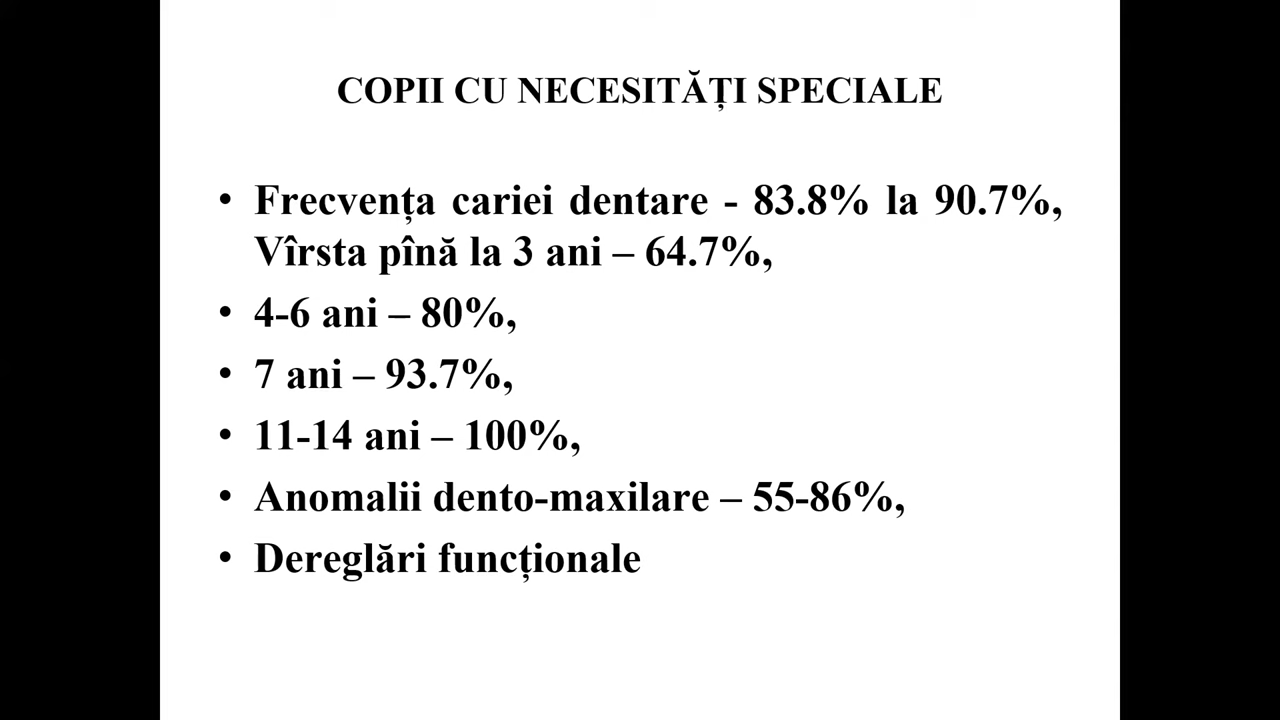 COPII CU NECESITĂȚI SPECIALE
• Frecvența cariei dentare - 83.8% la 90.7%,
Vîrsta pînă la 3 ani – 64.7%,
• 4-6 ani – 80%,
• 7 ani – 93.7%,
• 11-14 ani – 100%,
• Anomalii dento-maxilare – 55-86%,
• Dereglări funcționale